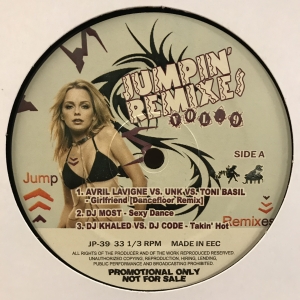 JUMPIN'
REMIXES
VOL.9
SIDE A
Jump
1. AVRIL LAVIGNE VS. UNK VS. TONI BASIL
- Girlfriend [Dancefloor Remix]
2. DJ MOST - Sexy Dance
3. DJ KHALED VS. DJ CODE - Takin' Hot
Remixes
JP-39 33 1/3 RPM MADE IN EEC
ALL RIGHTS OF THE PRODUCER AND OF THE WORK REPRODUCED RESERVED.
UNAUTHORIZED COPYING, REPRODUCTION, HIRING, LENDING,
PUBLIC PERFORMANCE AND BROADCASTING PROHIBITED.
PROMOTIONAL ONLY
NOT FOR SALE